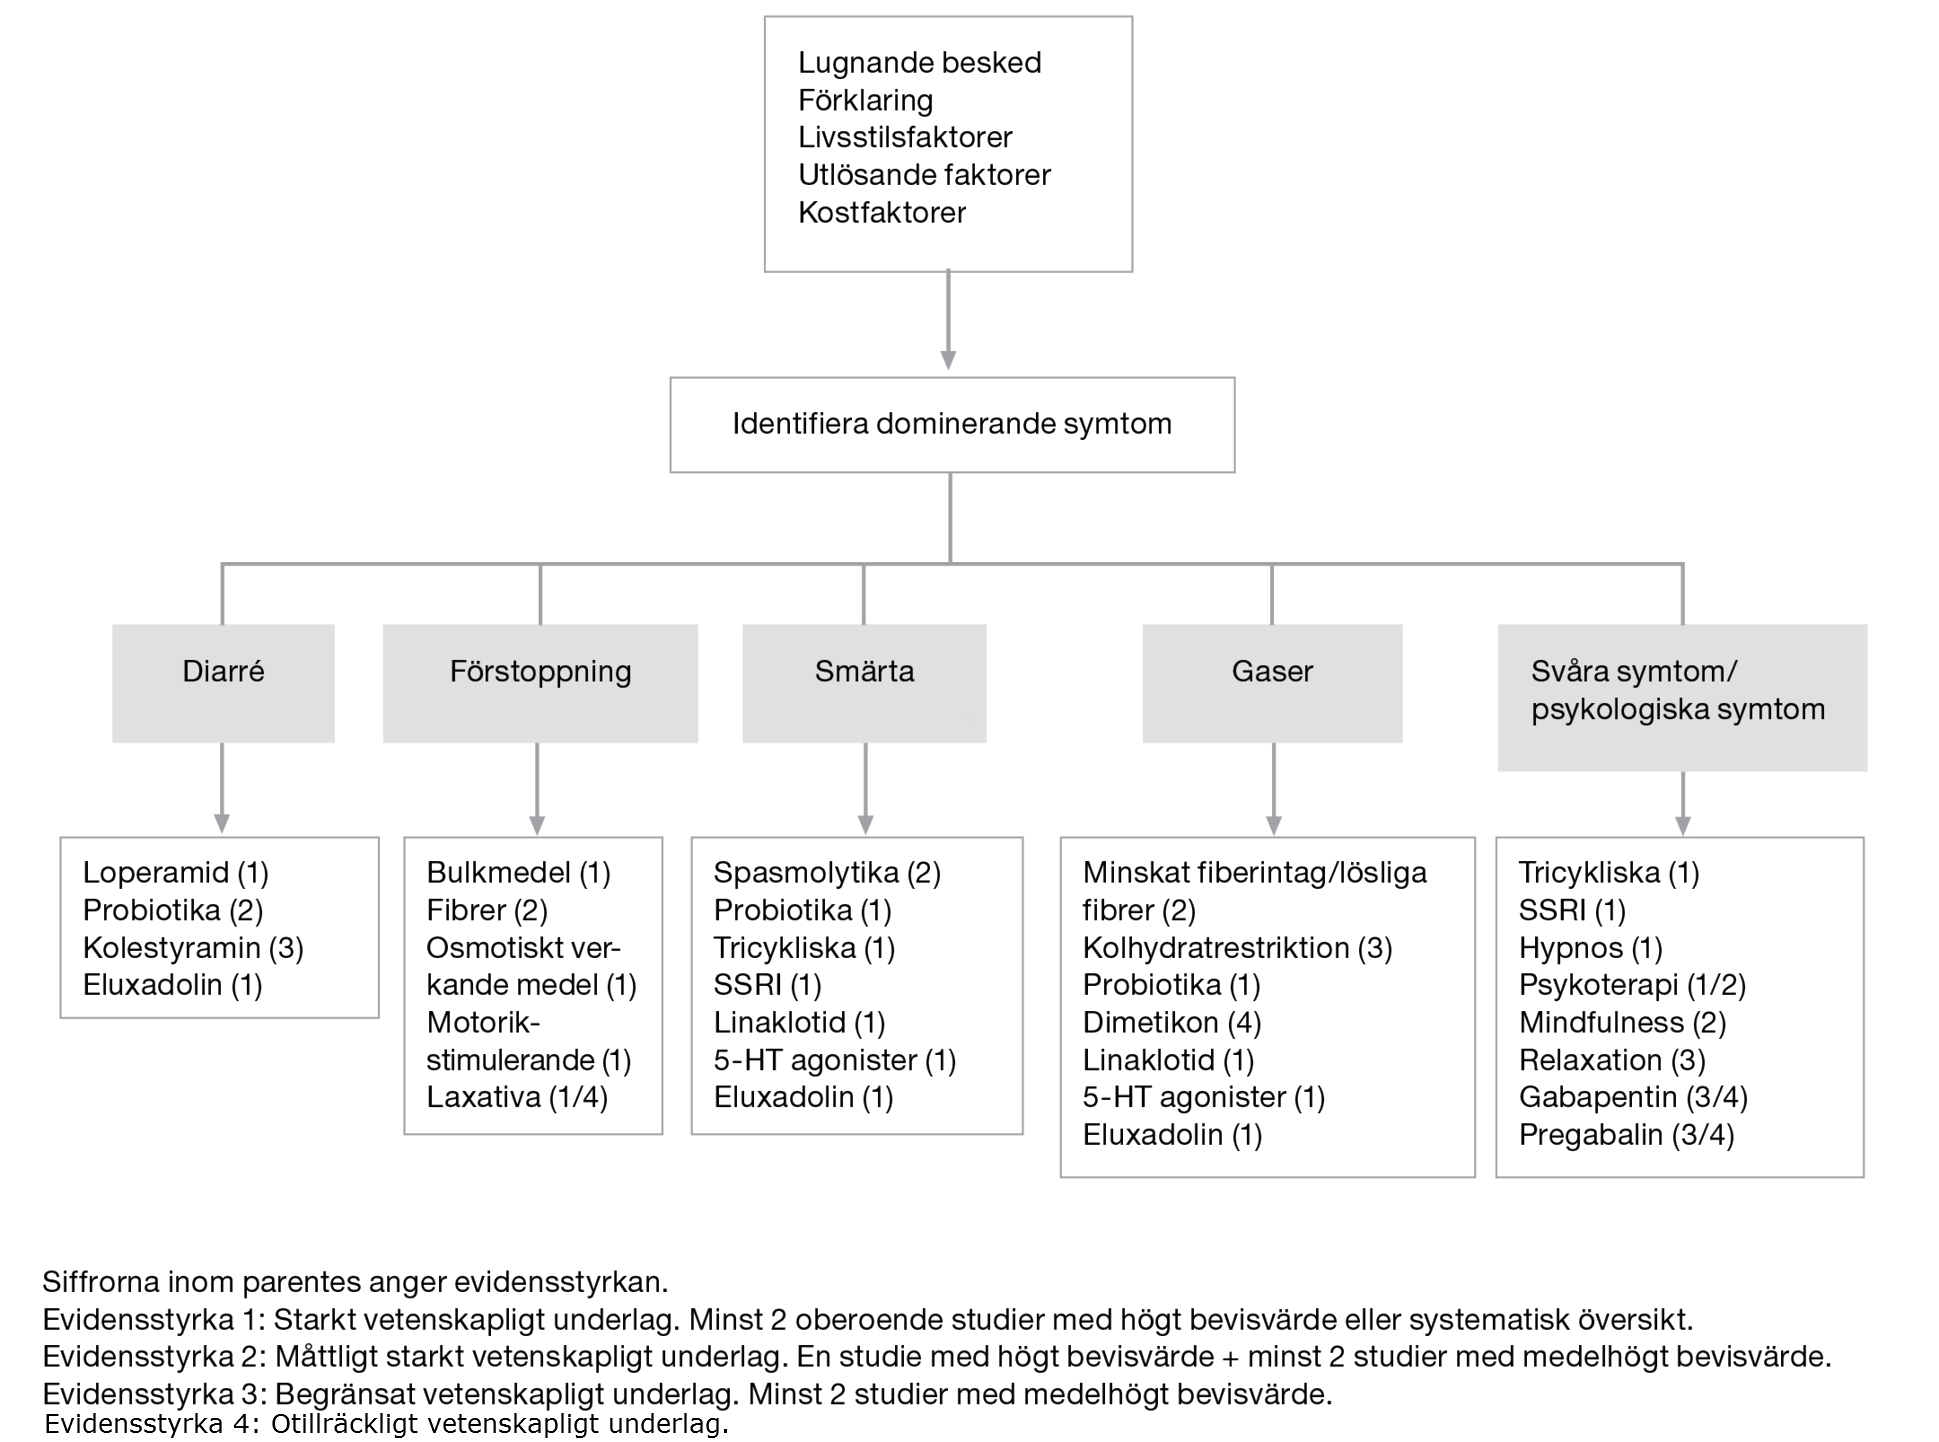 Lugnande besked
Förklaring
Livsstilsfaktorer
Utlösande faktorer
Kostfaktorer
Identifiera dominerande symtom
Diarré
Förstoppning
Smärta
Gaser
Svåra symtom/
psykologiska symtom
Loperamid (1)
Probiotika (2)
Kolestyramin (3)
Eluxadolin (1)
Bulkmedel (1)
Fibrer (2)
Osmotiskt ver-
kande medel (1)
Motorik-
stimulerande (1)
Laxativa (1/4)
Spasmolytika (2)
Probiotika (1)
Tricykliska (1)
SSRI (1)
Linaklotid (1)
5-HT agonister (1)
Eluxadolin (1)
Minskat fiberintag/lösliga
fibrer (2)
Kolhydratrestriktion (3)
Probiotika (1)
Dimetikon (4)
Linaklotid (1)
5-HT agonister (1)
Eluxadolin (1)
Tricykliska (1)
SSRI (1)
Hypnos (1)
Psykoterapi (1/2)
Mindfulness (2)
Relaxation (3)
Gabapentin (3/4)
Pregabalin (3/4)
Siffrorna inom parentes anger evidensstyrkan.
Evidensstyrka 1: Starkt vetenskapligt underlag. Minst 2 oberoende studier med högt bevisvärde eller systematisk översikt.
Evidensstyrka 2: Måttligt starkt vetenskapligt underlag. En studie med högt bevisvärde + minst 2 studier med medelhögt bevisvärde.
Evidensstyrka 3: Begränsat vetenskapligt underlag. Minst 2 studier med medelhögt bevisvärde.
Evidensstyrka 4: Otillräckligt vetenskapligt underlag.